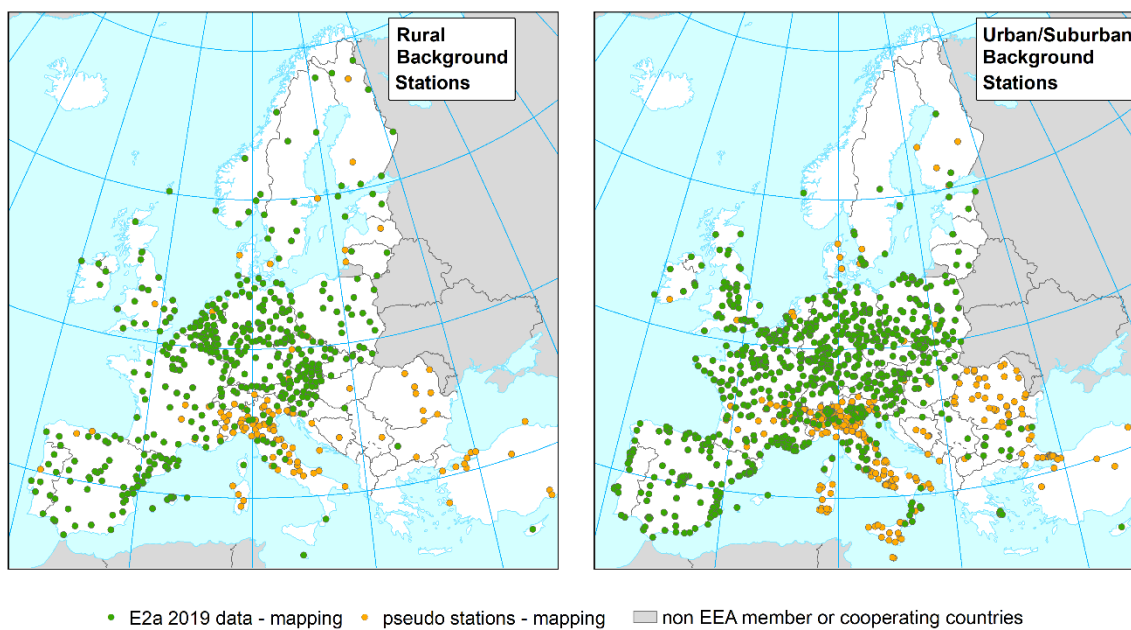 Rural
Background
Stations
Urban/Suburban
Background
Stations
E2a 2019 data - mapping
pseudo stations - mapping
non EEA member or cooperating countries